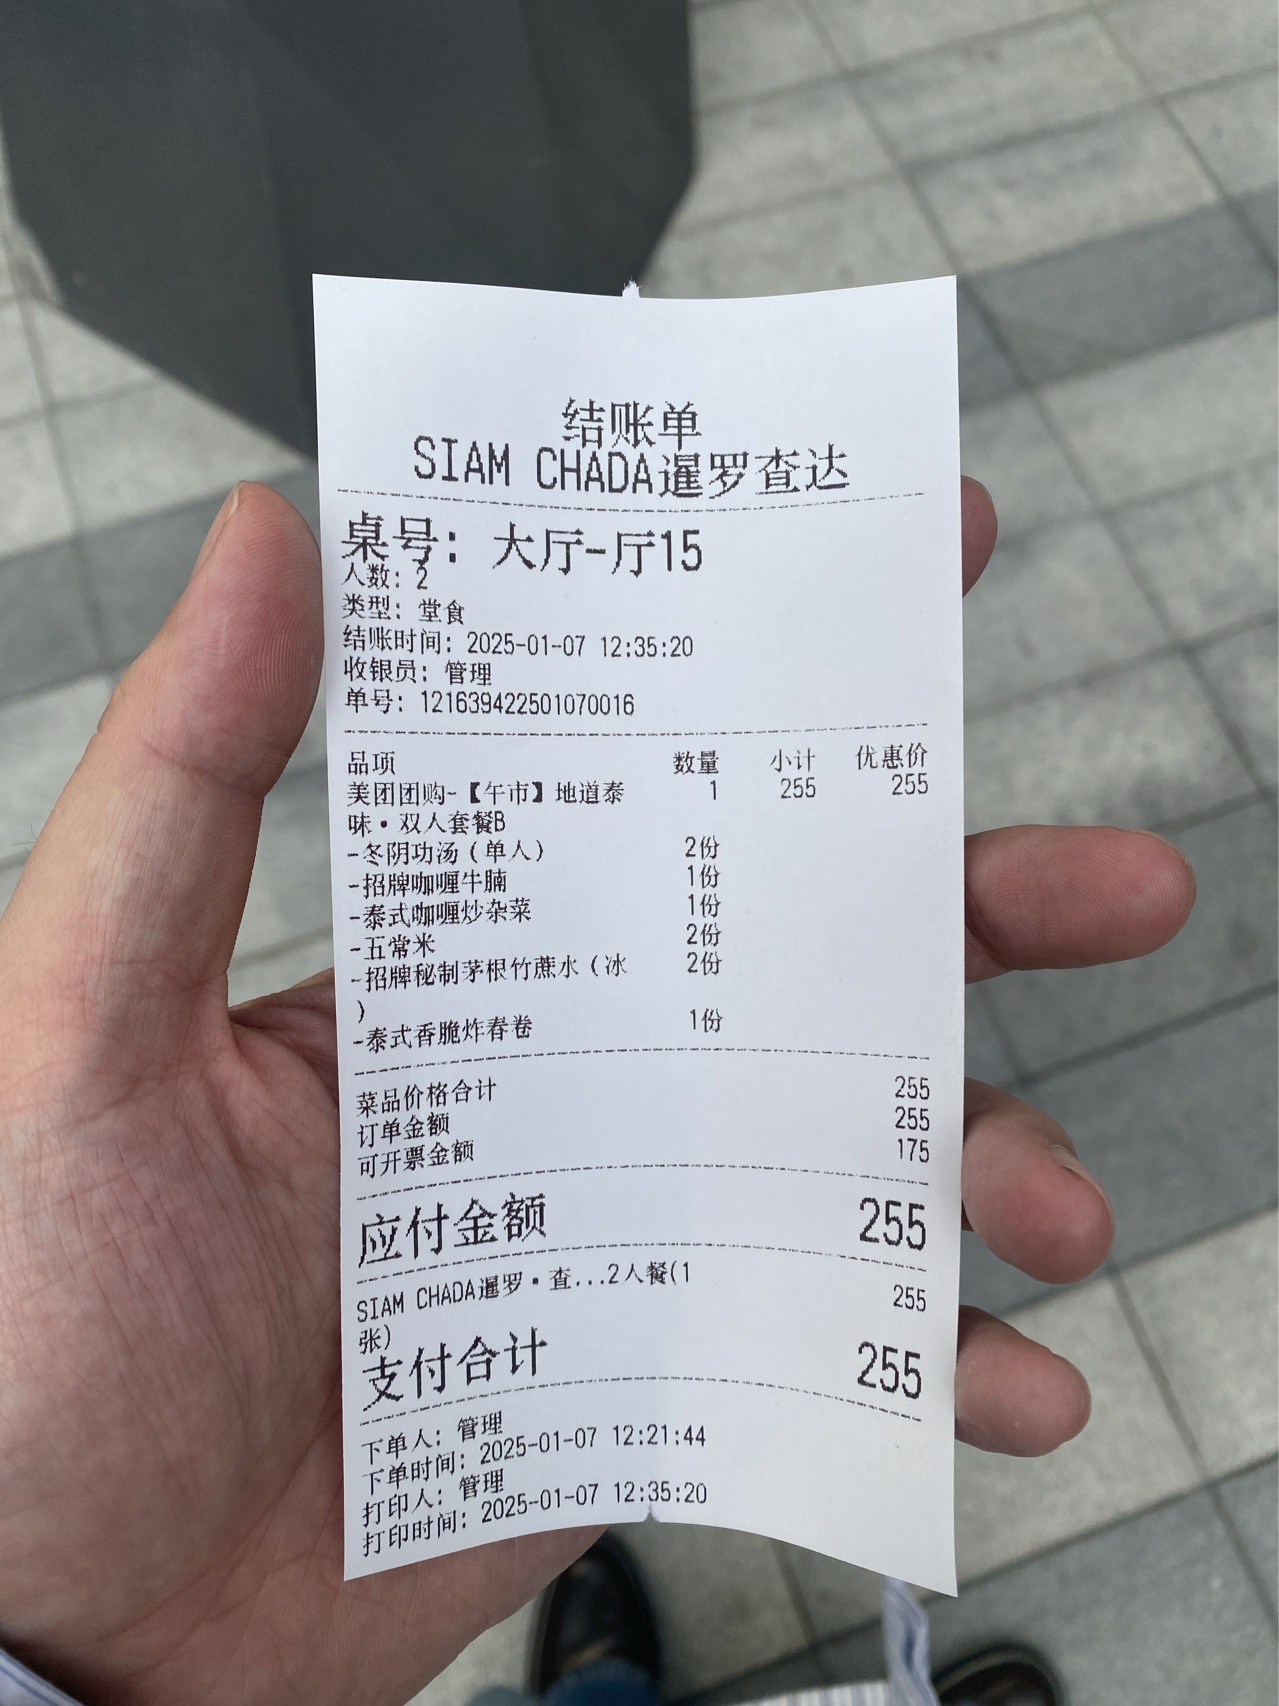 结账单
SIAM CHADA暹罗查达
桌号: 大厅-厅15
人数: 2
类型: 堂食
结账时间: 2025-01-07 12:35:20
收银员: 管理
单号: 121639422501070016
品项 数量 小计 优惠价
美团团购-【午市】地道泰 1 255 255
味·双人套餐B
-冬阴功汤(单人) 2份
-招牌咖喱牛腩 1份
-泰式咖喱炒杂菜 1份
-五常米 2份
-招牌秘制茅根竹蔗水(冰 2份
)
-泰式香脆炸春卷 1份
菜品价格合计 255
订单金额 255
可开票金额 175
应付金额 255
SIAM CHADA暹罗·查...2人餐(1 255
张)
支付合计 255
下单人: 管理
下单时间: 2025-01-07 12:21:44
打印人: 管理
打印时间: 2025-01-07 12:35:20